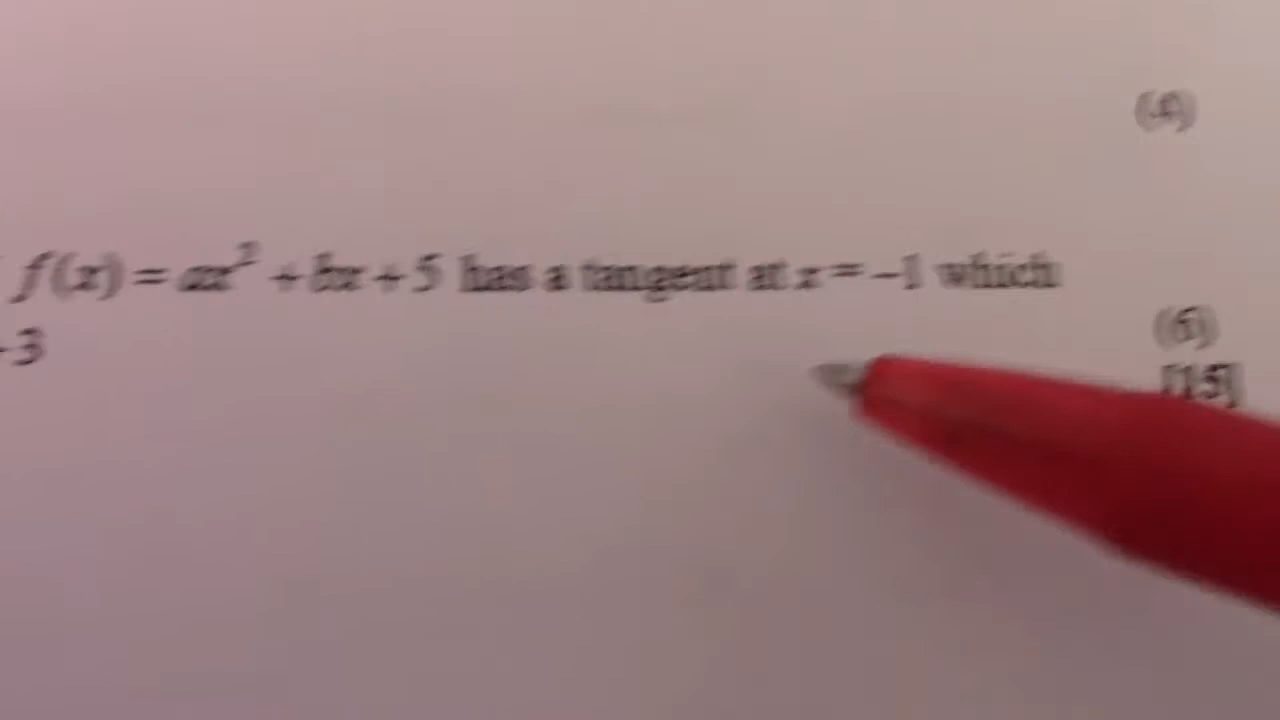 (4)
f(x) = ax² + bx + 5 has a tangent at x = −1 which
(6)
3
[15]